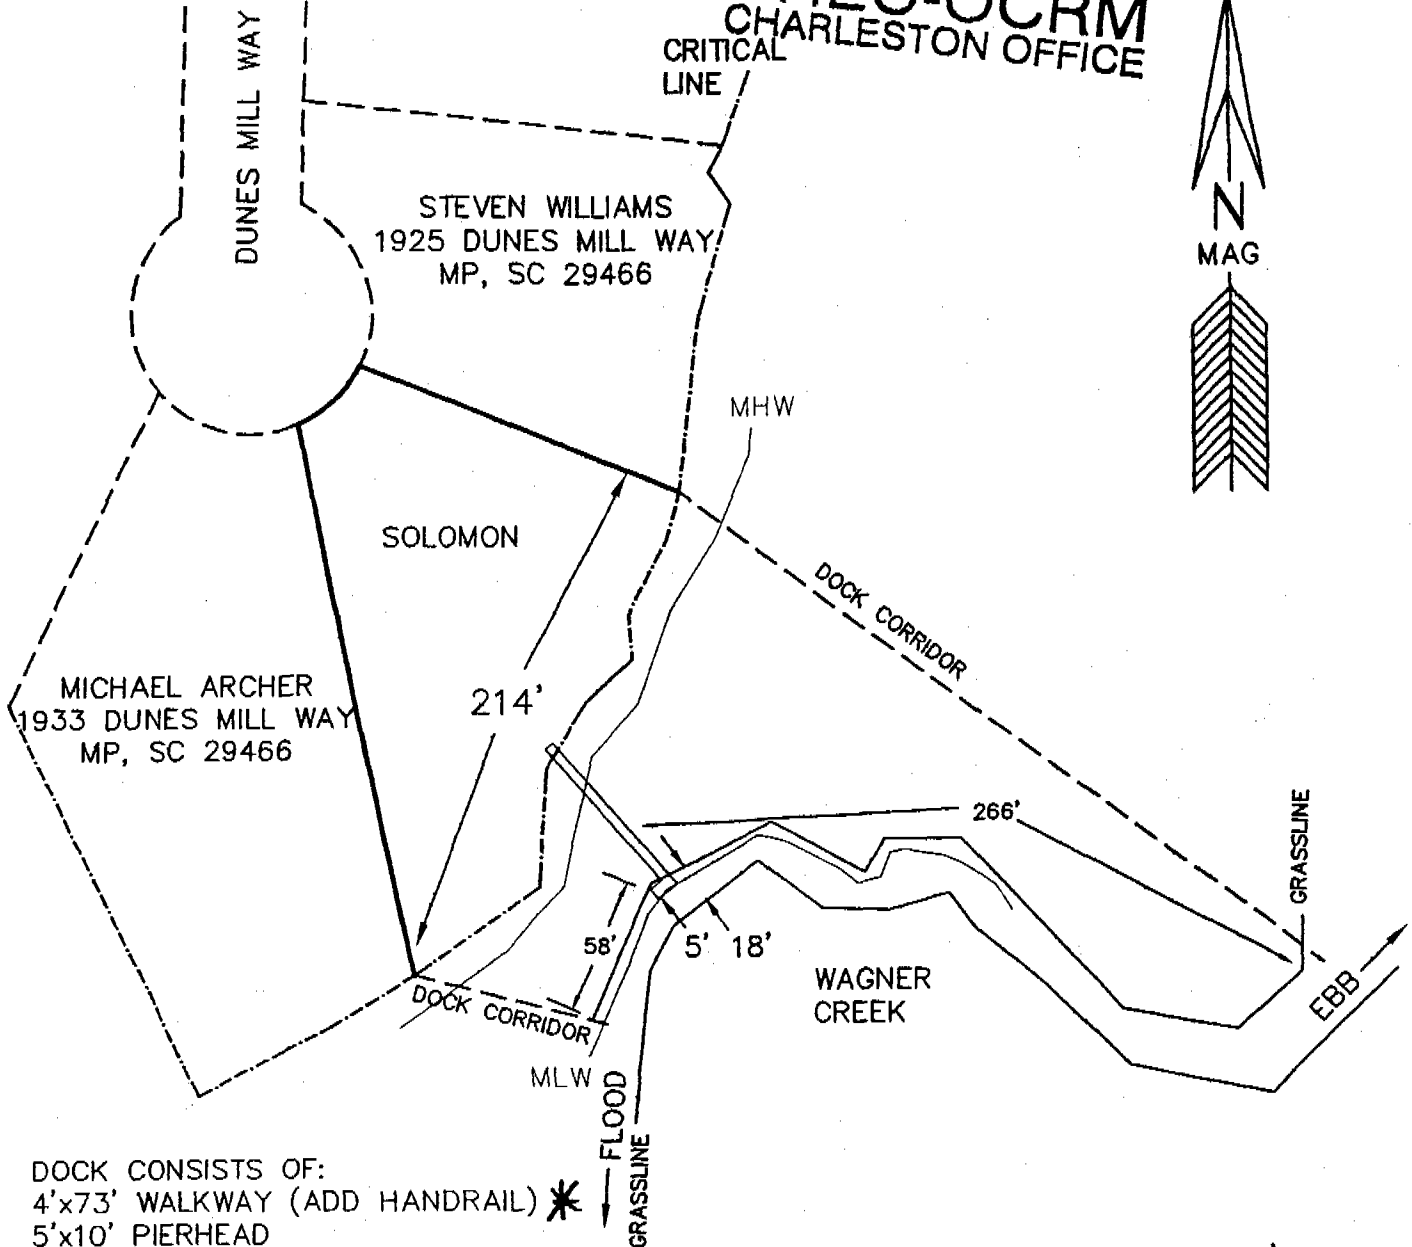 OCRM
CHARLESTON OFFICE
CRITICAL
LINE
DUNES MILL WAY
N
MAG
STEVEN WILLIAMS
1925 DUNES MILL WAY
MP, SC 29466
MHW
SOLOMON
DOCK CORRIDOR
MICHAEL ARCHER
1933 DUNES MILL WAY
MP, SC 29466
214'
266'
GRASSLINE
58'
5'
18'
WAGNER
CREEK
EBB
DOCK CORRIDOR
MLW
FLOOD
GRASSLINE
DOCK CONSISTS OF:
4'x73' WALKWAY (ADD HANDRAIL) *
5'x10' PIERHEAD